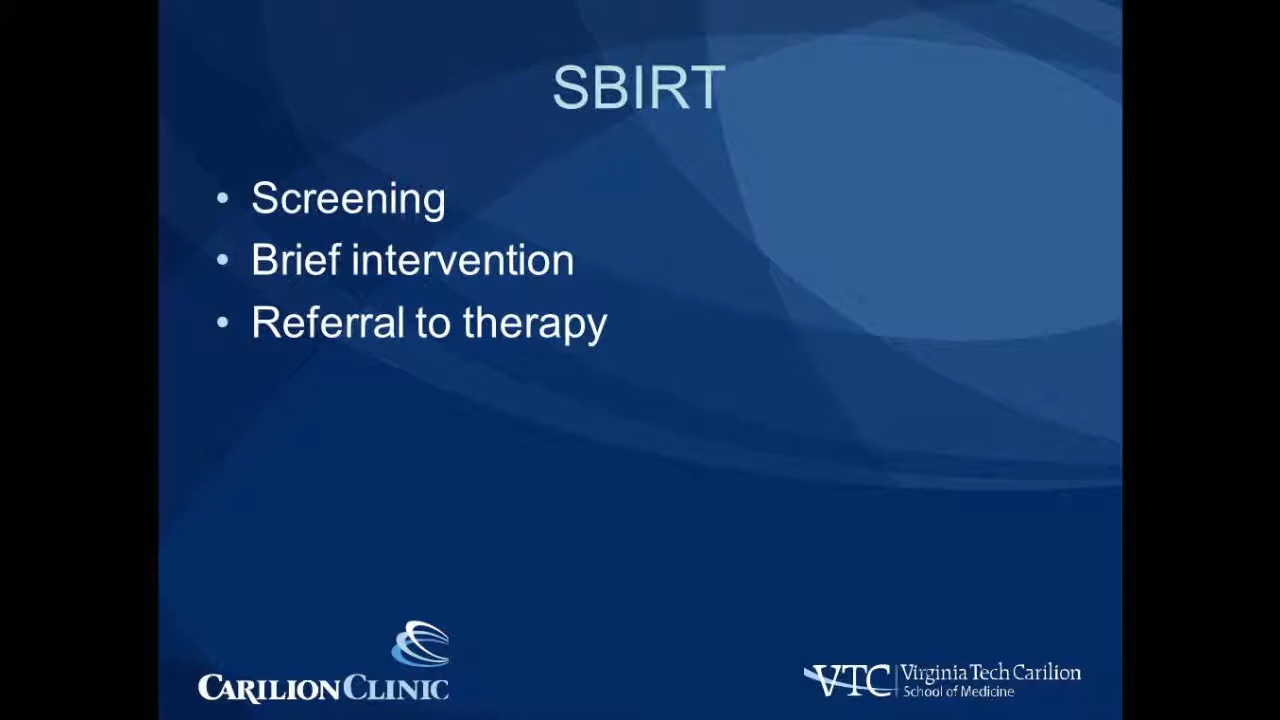 SBIRT
• Screening
• Brief intervention
• Referral to therapy
CARILION CLINIC
VTC Virginia Tech Carilion
School of Medicine